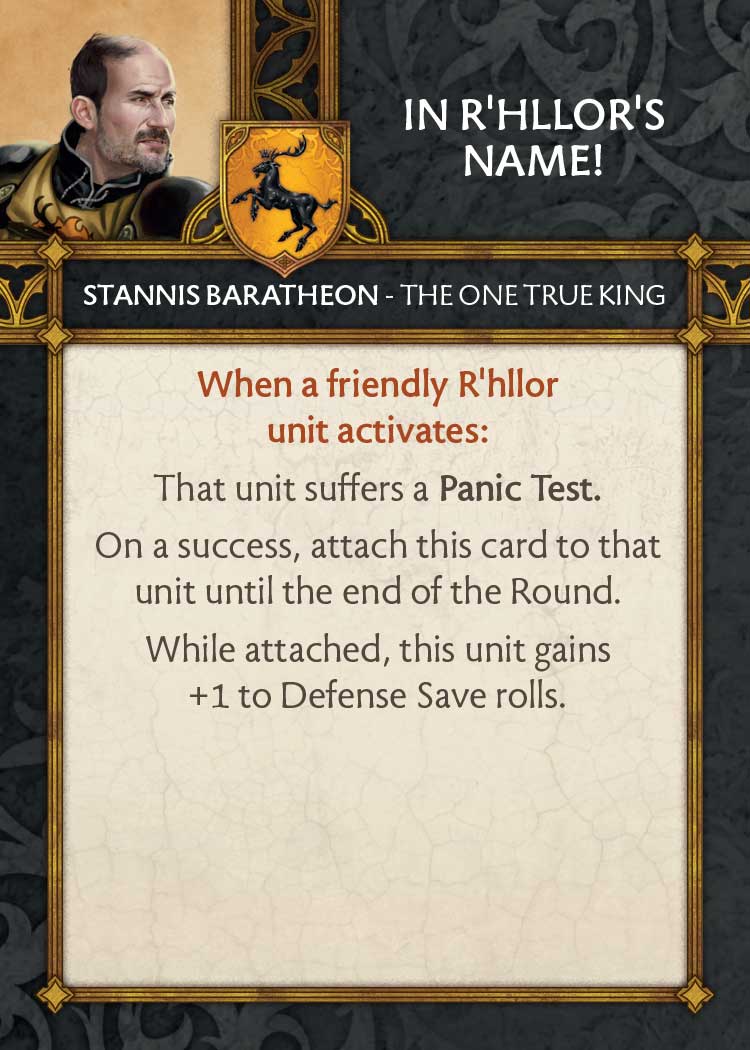 IN R'HLLOR'S
NAME!
STANNIS BARATHEON - THE ONE TRUE KING
When a friendly R'hllor
unit activates:
That unit suffers a Panic Test.
On a success, attach this card to that
unit until the end of the Round.
While attached, this unit gains
+1 to Defense Save rolls.